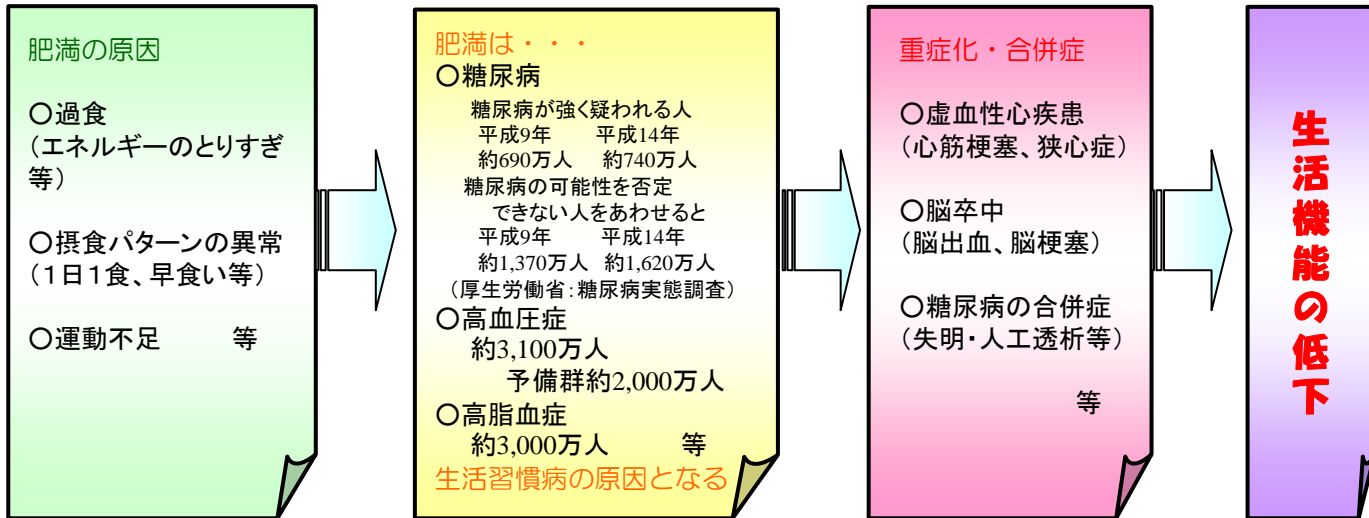 肥満の原因
〇過食
（エネルギーのとりすぎ
等）
〇摂食パターンの異常
（１日１食、早食い等）
〇運動不足　　　等
肥満は・・・
〇糖尿病
糖尿病が強く疑われる人
平成9年　　平成14年
約690万人　約740万人
糖尿病の可能性を否定
できない人をあわせると
平成9年　　平成14年
約1,370万人　約1,620万人
（厚生労働省：糖尿病実態調査）
〇高血圧症
約3,100万人
予備群約2,000万人
〇高脂血症
約3,000万人　　　等
生活習慣病の原因となる
重症化・合併症
〇虚血性心疾患
（心筋梗塞、狭心症）
〇脳卒中
（脳出血、脳梗塞）
〇糖尿病の合併症
（失明・人工透析等）
等
生活機能の低下